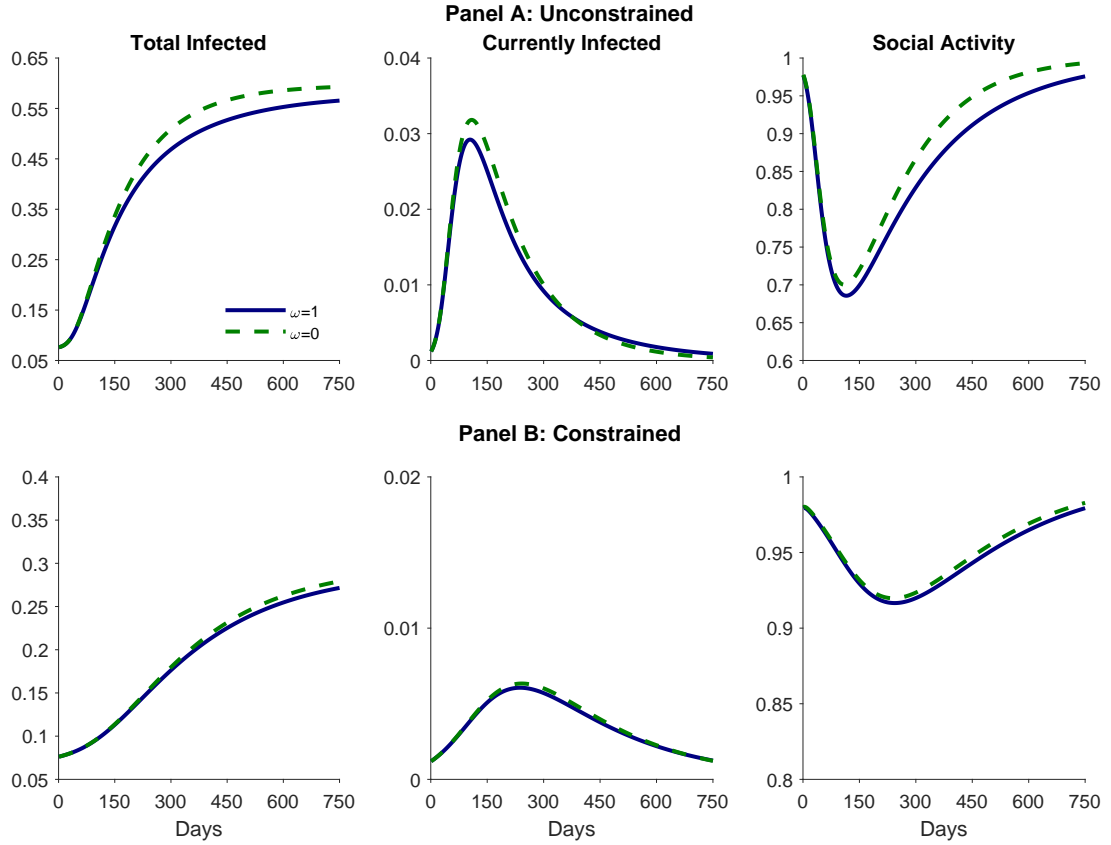 Panel A: Unconstrained
Total Infected
Currently Infected
Social Activity
0.65
0.55
0.45
0.35
0.25
0.15
0.05
0 150 300 450 600 750
ω=1
ω=0
0.04
0.03
0.02
0.01
0
0 150 300 450 600 750
1
0.95
0.9
0.85
0.8
0.75
0.7
0.65
0.6
0 150 300 450 600 750
Panel B: Constrained
0.4
0.35
0.3
0.25
0.2
0.15
0.1
0.05
0 150 300 450 600 750
Days
0.02
0.01
0
0 150 300 450 600 750
1
0.95
0.9
0.85
0.8
0 150 300 450 600 750
Days